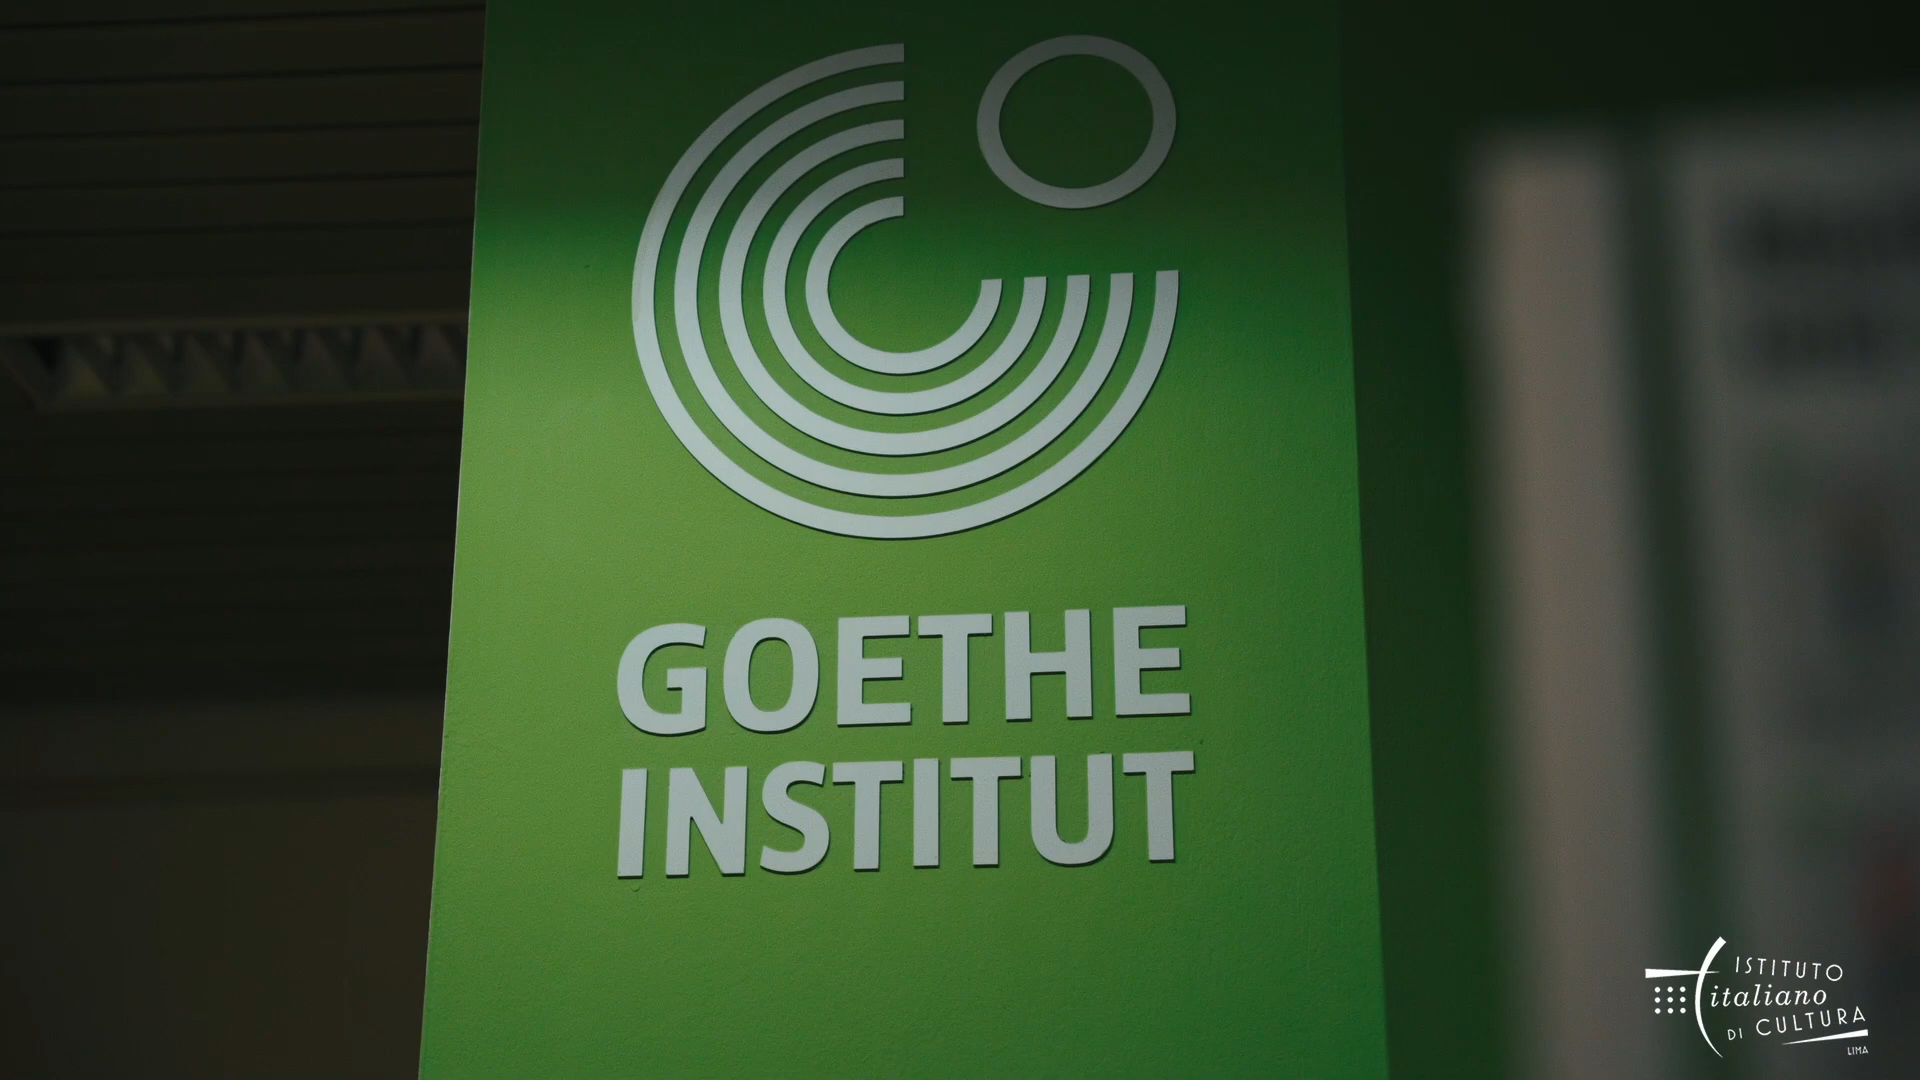 GOETHE
INSTITUT
ISTITUTO
italiano
DI CULTURA
LIMA